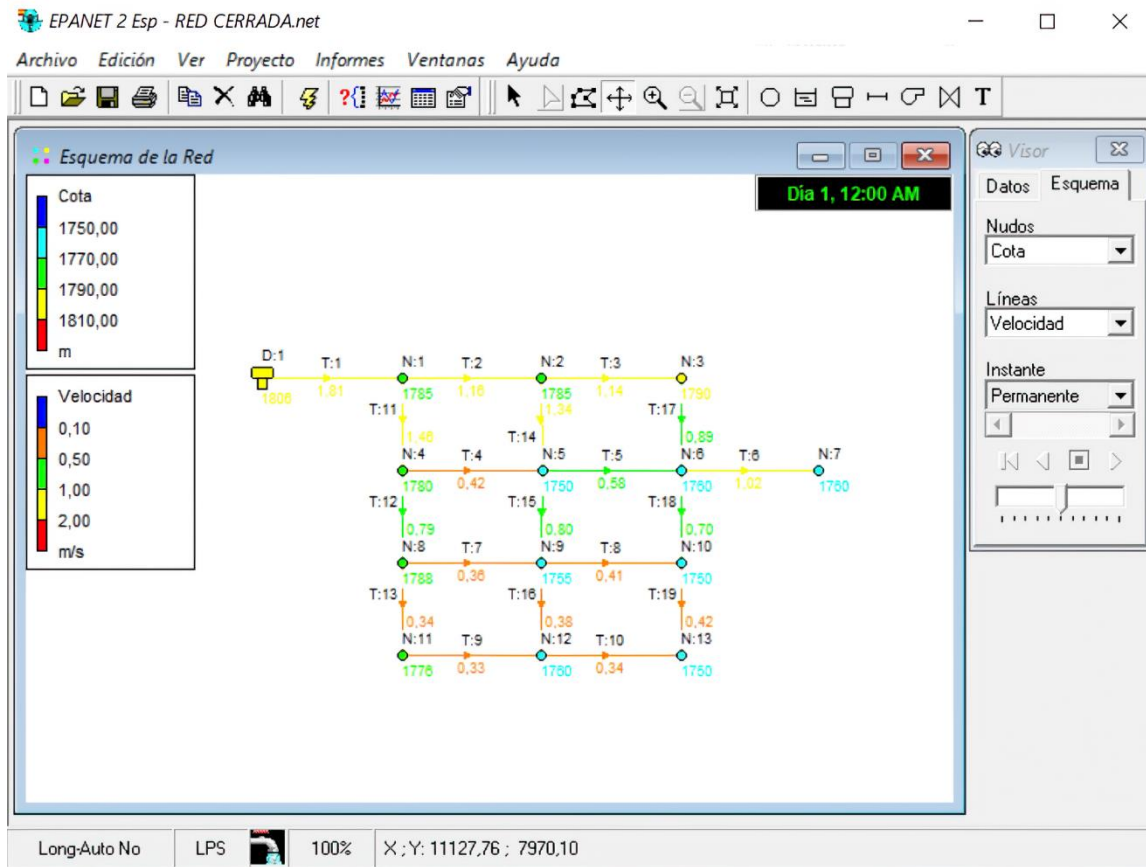 EPANET 2 Esp - RED CERRADA.net
Archivo Edición Ver Proyecto Informes Ventanas Ayuda
T
Esquema de la Red
Cota
1750,00
1770,00
1790,00
1810,00
m
Velocidad
0,10
0,50
1,00
2,00
m/s
Día 1, 12:00 AM
D:1 T:1 N:1 T:2 N:2 T:3 N:3
1806 1,81 1785 1,16 1785 1,14 1790
T:11 1,46 T:14 1,34 T:17 0,89
N:4 T:4 N:5 T:5 N:6 T:6 N:7
1780 0,42 1750 0,58 1760 1,02 1760
T:12 0,79 T:15 0,80 T:18 0,70
N:8 T:7 N:9 T:8 N:10
1788 0,36 1755 0,41 1750
T:13 0,34 T:16 0,38 T:19 0,42
N:11 T:9 N:12 T:10 N:13
1776 0,33 1760 0,34 1750
Visor
Datos Esquema
Nudos
Cota
Líneas
Velocidad
Instante
Permanente
Long-Auto No LPS 100% X ; Y: 11127,76 ; 7970,10